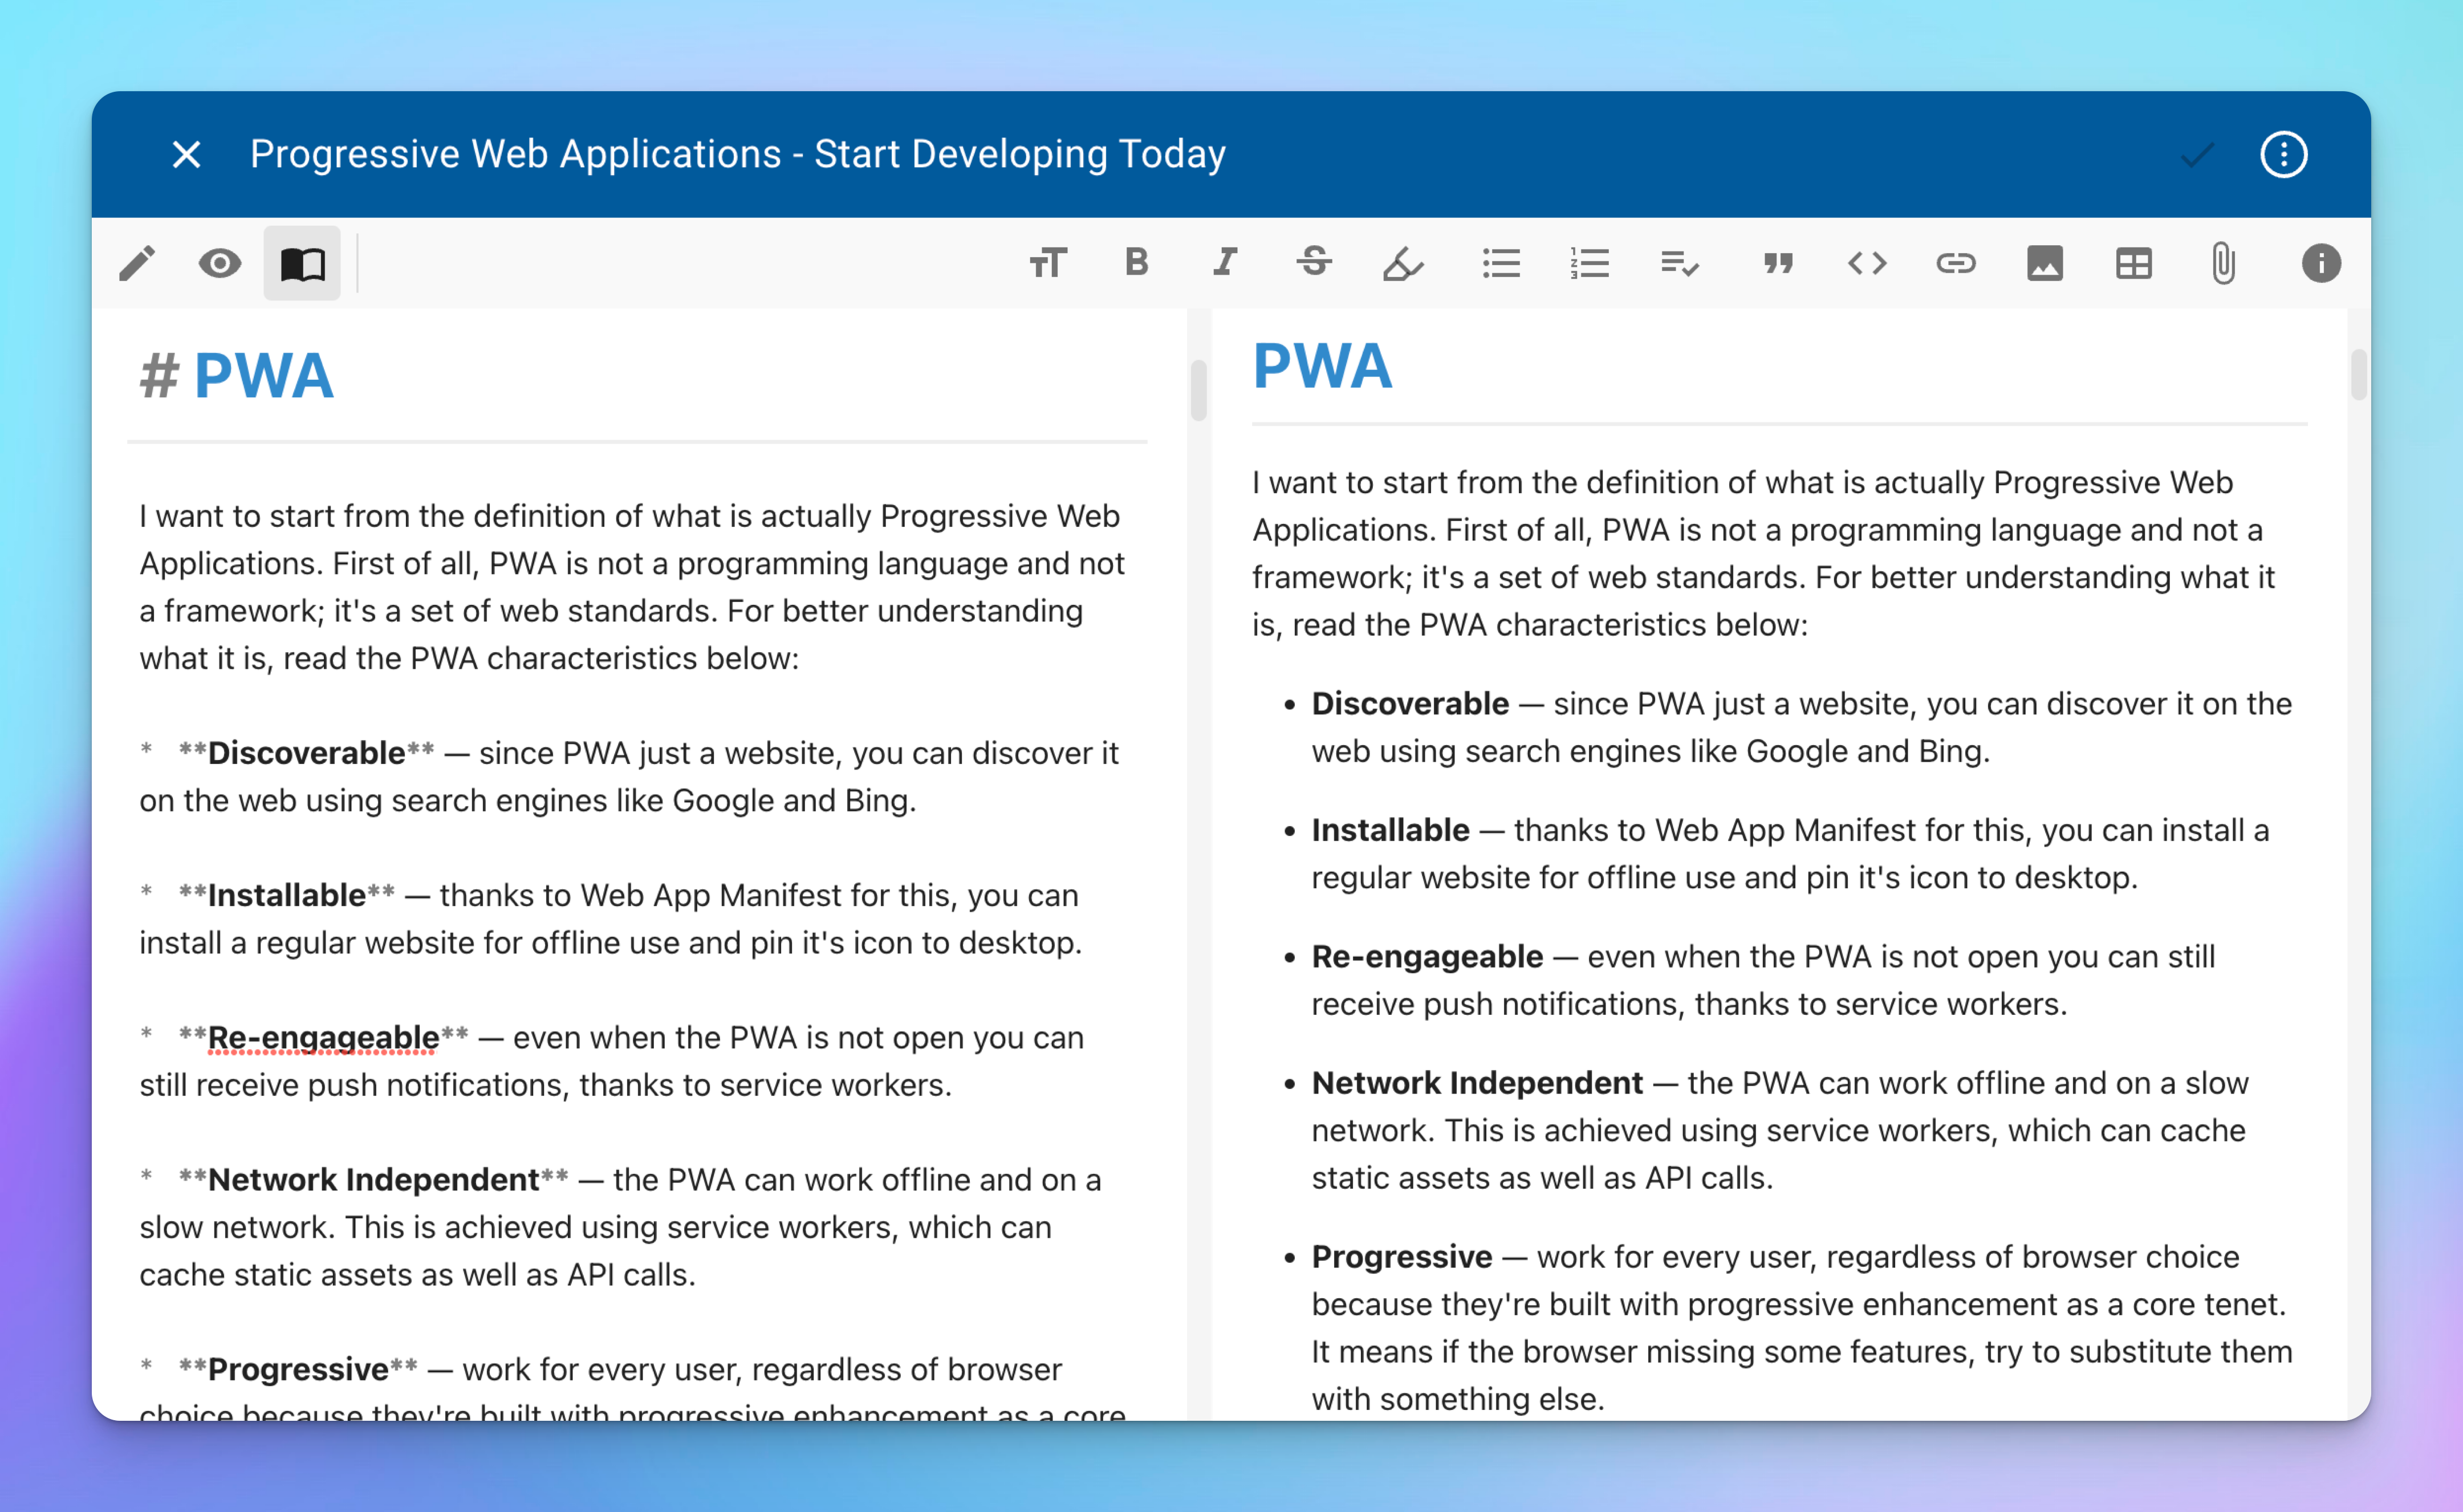 Progressive Web Applications - Start Developing Today
# PWA
I want to start from the definition of what is actually Progressive Web
Applications. First of all, PWA is not a programming language and not
a framework; it's a set of web standards. For better understanding
what it is, read the PWA characteristics below:
* **Discoverable** — since PWA just a website, you can discover it
on the web using search engines like Google and Bing.
* **Installable** — thanks to Web App Manifest for this, you can
install a regular website for offline use and pin it's icon to desktop.
* **Re-engageable** — even when the PWA is not open you can
still receive push notifications, thanks to service workers.
* **Network Independent** — the PWA can work offline and on a
slow network. This is achieved using service workers, which can
cache static assets as well as API calls.
* **Progressive** — work for every user, regardless of browser
choice because they're built with progressive enhancement as a core
PWA
I want to start from the definition of what is actually Progressive Web
Applications. First of all, PWA is not a programming language and not a
framework; it's a set of web standards. For better understanding what it
is, read the PWA characteristics below:
• Discoverable — since PWA just a website, you can discover it on the
web using search engines like Google and Bing.
• Installable — thanks to Web App Manifest for this, you can install a
regular website for offline use and pin it's icon to desktop.
• Re-engageable — even when the PWA is not open you can still
receive push notifications, thanks to service workers.
• Network Independent — the PWA can work offline and on a slow
network. This is achieved using service workers, which can cache
static assets as well as API calls.
• Progressive — work for every user, regardless of browser choice
because they're built with progressive enhancement as a core tenet.
It means if the browser missing some features, try to substitute them
with something else.